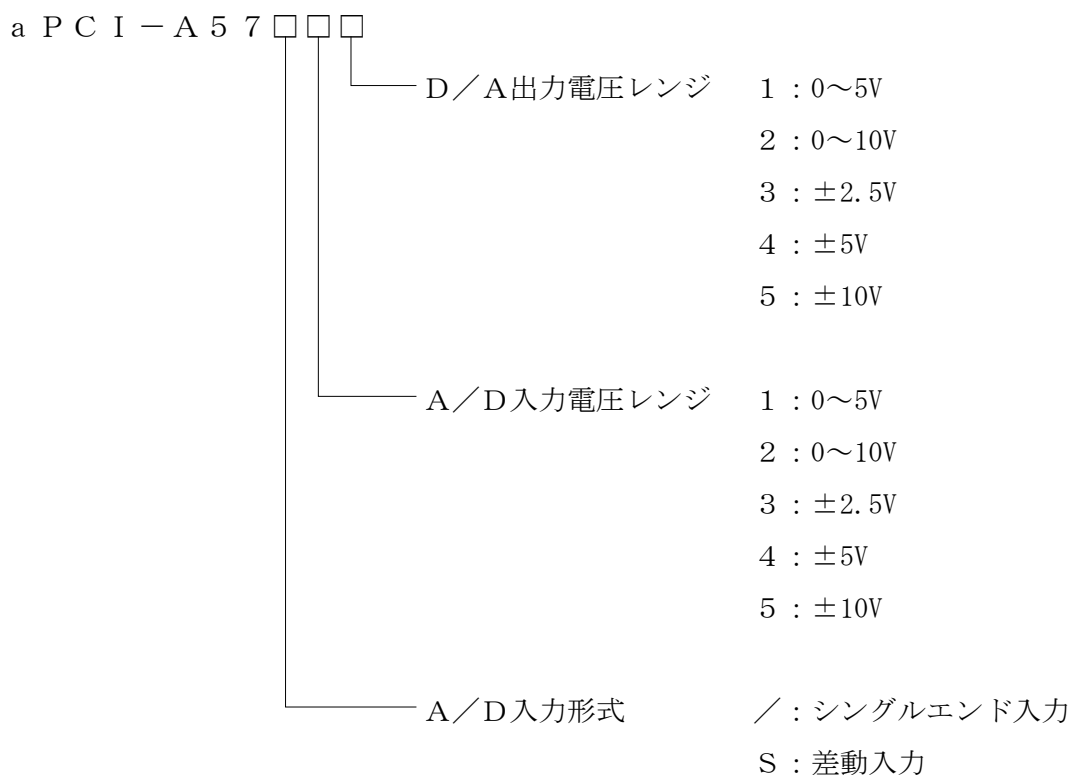 aPCI-A57□□□
D/A出力電圧レンジ 1:0~5V
2:0~10V
3:±2.5V
4:±5V
5:±10V
A/D入力電圧レンジ 1:0~5V
2:0~10V
3:±2.5V
4:±5V
5:±10V
A/D入力形式 /:シングルエンド入力
S:差動入力